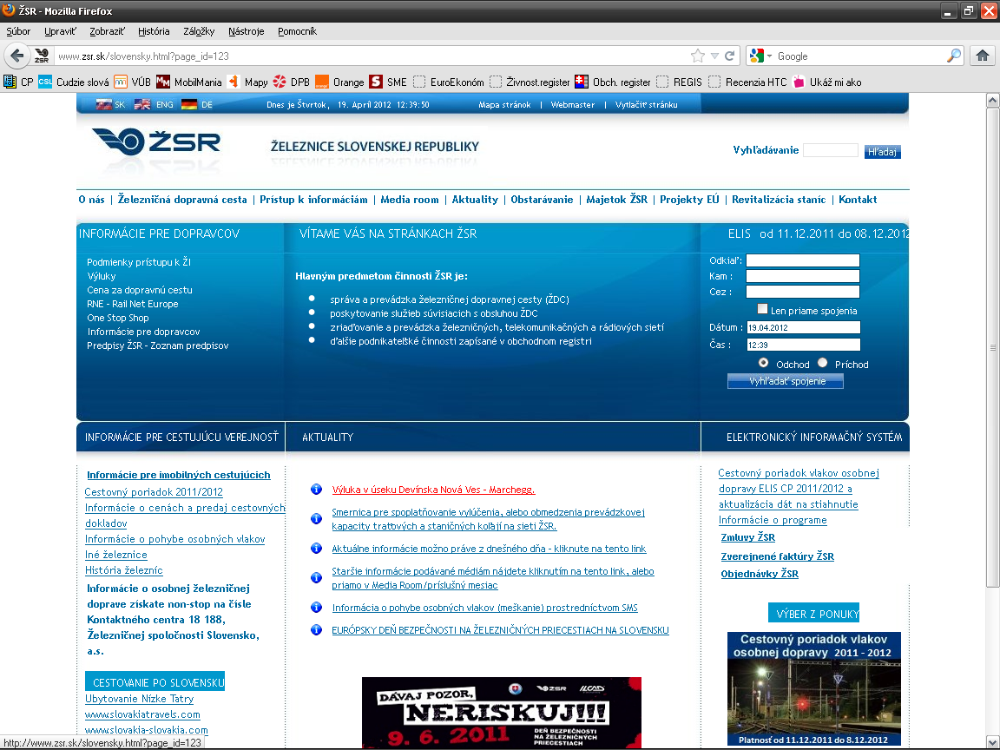 ŽSR - Mozilla Firefox
Súbor Upraviť Zobraziť História Záložky Nástroje Pomocník
ŽSR www.zsr.sk/slovensky.html?page_id=123 Google
CP CSL Cudzie slová VÚB MobilMania Mapy DPB Orange S SME EuroEkonóm Živnost.register Obch. register REGIS Recenzia HTC Ukáž mi ako
SK ENG DE Dnes je Štvrtok, 19. Apríl 2012 12:39:50 Mapa stránok | Webmaster | Vytlačiť stránku
ŽSR ŽELEZNICE SLOVENSKEJ REPUBLIKY Vyhľadávanie Hľadaj
O nás | Železničná dopravná cesta | Prístup k informáciám | Media room | Aktuality | Obstarávanie | Majetok ŽSR | Projekty EÚ | Revitalizácia staníc | Kontakt
INFORMÁCIE PRE DOPRAVCOV
Podmienky prístupu k ŽI
Výluky
Cena za dopravnú cestu
RNE - Rail Net Europe
One Stop Shop
Informácie pre dopravcov
Predpisy ŽSR - Zoznam predpisov
VÍTAME VÁS NA STRÁNKACH ŽSR
Hlavným predmetom činnosti ŽSR je:
správa a prevádzka železničnej dopravnej cesty (ŽDC)
poskytovanie služieb súvisiacich s obsluhou ŽDC
zriaďovanie a prevádzka železničných, telekomunikačných a rádiových sietí
ďalšie podnikateľské činnosti zapísané v obchodnom registri
ELIS od 11.12.2011 do 08.12.2012
Odkiaľ:
Kam :
Cez :
Len priame spojenia
Dátum : 19.04.2012
Čas : 12:39
Odchod Príchod
Vyhľadať spojenie
INFORMÁCIE PRE CESTUJÚCU VEREJNOSŤ
Informácie pre imobilných cestujúcich
Cestovný poriadok 2011/2012
Informácie o cenách a predaj cestovných
dokladov
Informácie o pohybe osobných vlakov
Iné železnice
História železníc
Informácie o osobnej železničnej
doprave získate non-stop na čísle
Kontaktného centra 18 188,
Železničnej spoločnosti Slovensko,
a.s.
CESTOVANIE PO SLOVENSKU
Ubytovanie Nízke Tatry
www.slovakiatravels.com
www.slovakia-slovakia.com
AKTUALITY
Výluka v úseku Devínska Nová Ves - Marchegg.
Smernica pre spoplatňovanie vylúčenia, alebo obmedzenia prevádzkovej
kapacity traťových a staničných koľají na sieti ŽSR.
Aktuálne informácie možno práve z dnešného dňa - kliknute na tento link
Staršie informácie podávané médiám nájdete kliknutím na tento link, alebo
priamo v Media Room/príslušný mesiac
Informácia o pohybe osobných vlakov (meškanie) prostredníctvom SMS
EURÓPSKY DEŇ BEZPEČNOSTI NA ŽELEZNIČNÝCH PRIECESTIACH NA SLOVENSKU
DÁVAJ POZOR, ŽSR ILCAD
NERISKUJ!!!
9. 6. 2011 DEŇ BEZPEČNOSTI
NA ŽELEZNIČNÝCH
PRIECESTIACH
ELEKTRONICKÝ INFORMAČNÝ SYSTÉM
Cestovný poriadok vlakov osobnej
dopravy ELIS CP 2011/2012 a
aktualizácia dát na stiahnutie
Informácie o programe
Zmluvy ŽSR
Zverejnené faktúry ŽSR
Objednávky ŽSR
VÝBER Z PONUKY
Cestovný poriadok vlakov
osobnej dopravy 2011 - 2012
Platnosť od 11.12.2011 do 8.12.2012
http://www.zsr.sk/slovensky.html?page_id=123